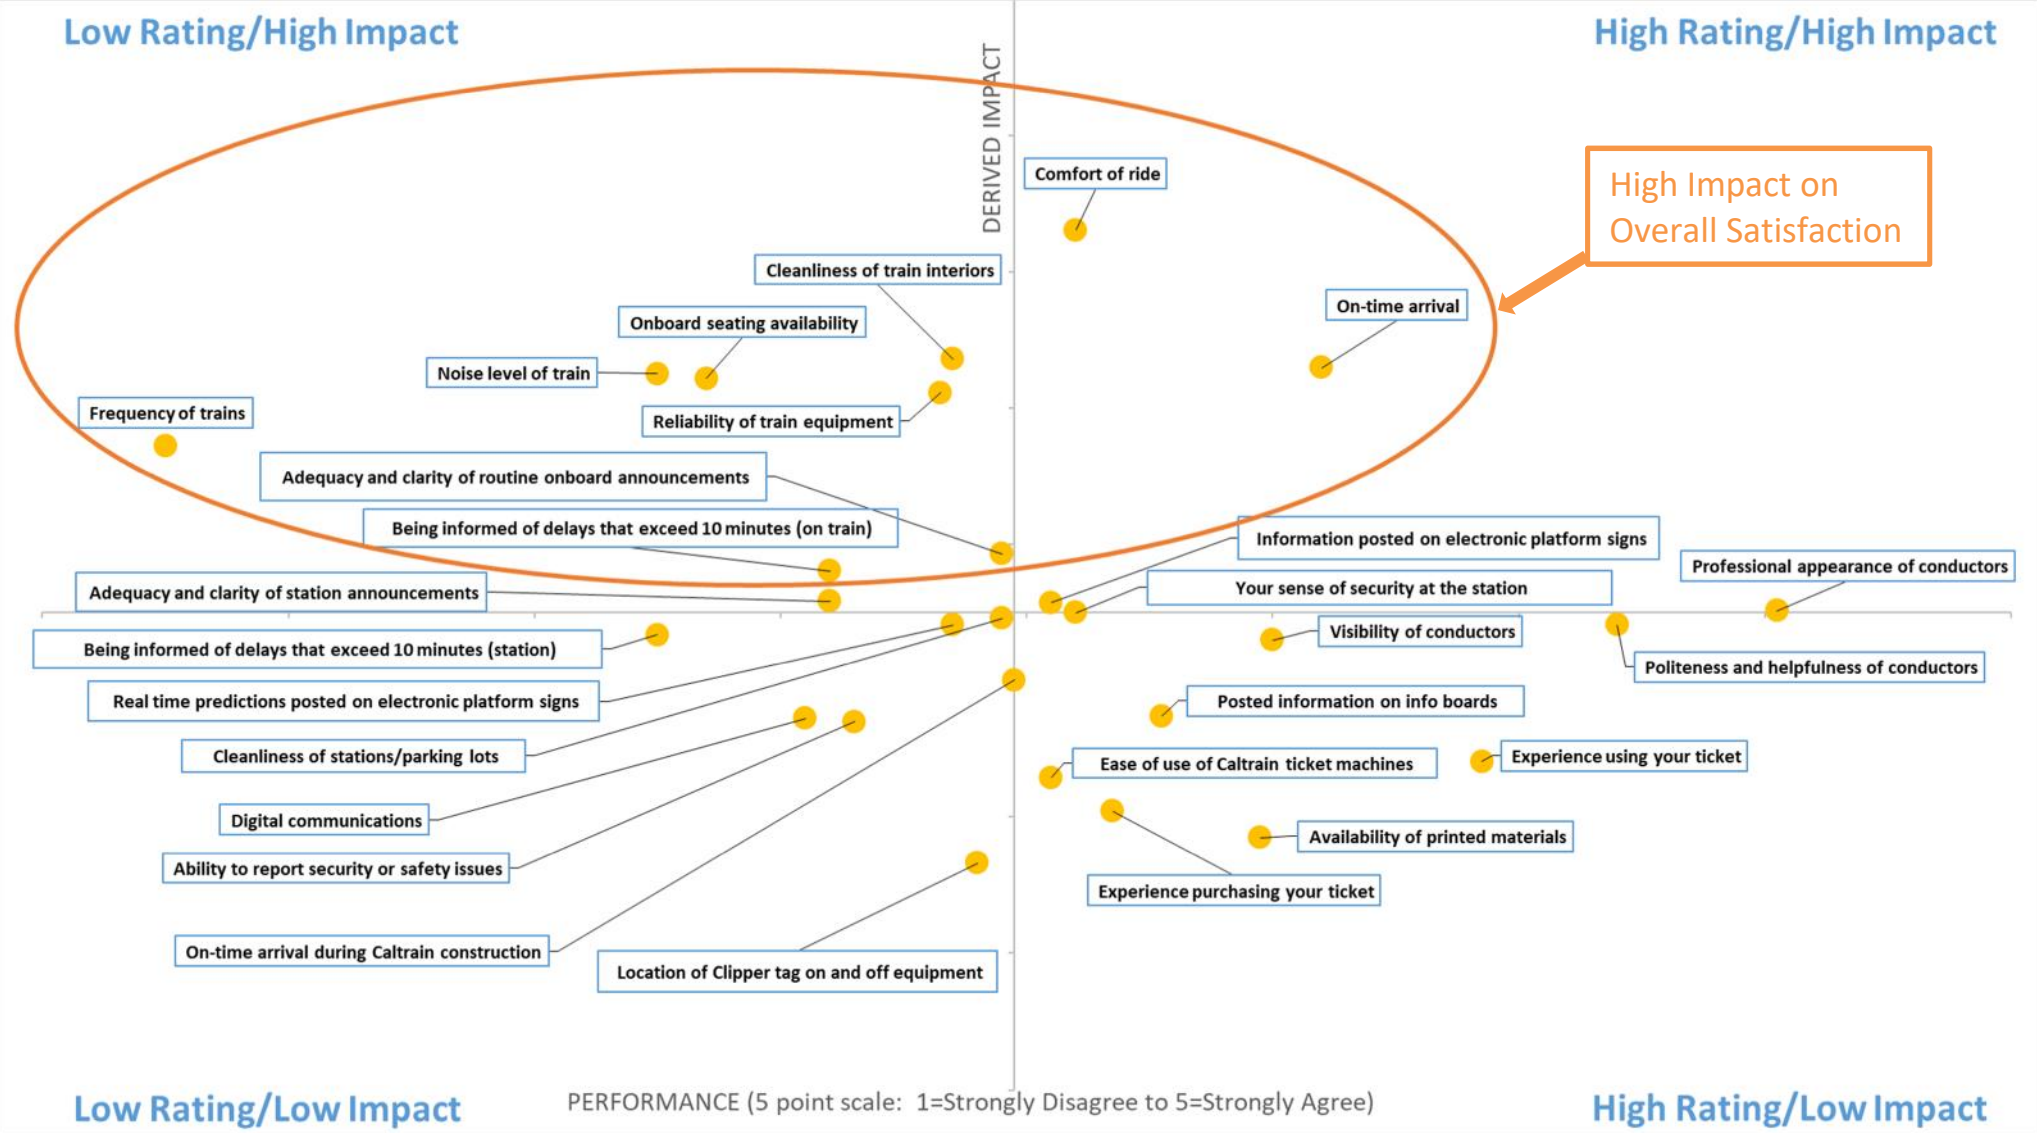 Low Rating/High Impact
High Rating/High Impact
DERIVED IMPACT
Comfort of ride
High Impact on
Overall Satisfaction
Cleanliness of train interiors
On-time arrival
Onboard seating availability
Noise level of train
Frequency of trains
Reliability of train equipment
Adequacy and clarity of routine onboard announcements
Being informed of delays that exceed 10 minutes (on train)
Information posted on electronic platform signs
Professional appearance of conductors
Adequacy and clarity of station announcements
Your sense of security at the station
Visibility of conductors
Being informed of delays that exceed 10 minutes (station)
Politeness and helpfulness of conductors
Real time predictions posted on electronic platform signs
Posted information on info boards
Cleanliness of stations/parking lots
Ease of use of Caltrain ticket machines
Experience using your ticket
Digital communications
Availability of printed materials
Ability to report security or safety issues
Experience purchasing your ticket
On-time arrival during Caltrain construction
Location of Clipper tag on and off equipment
Low Rating/Low Impact
PERFORMANCE (5 point scale: 1=Strongly Disagree to 5=Strongly Agree)
High Rating/Low Impact